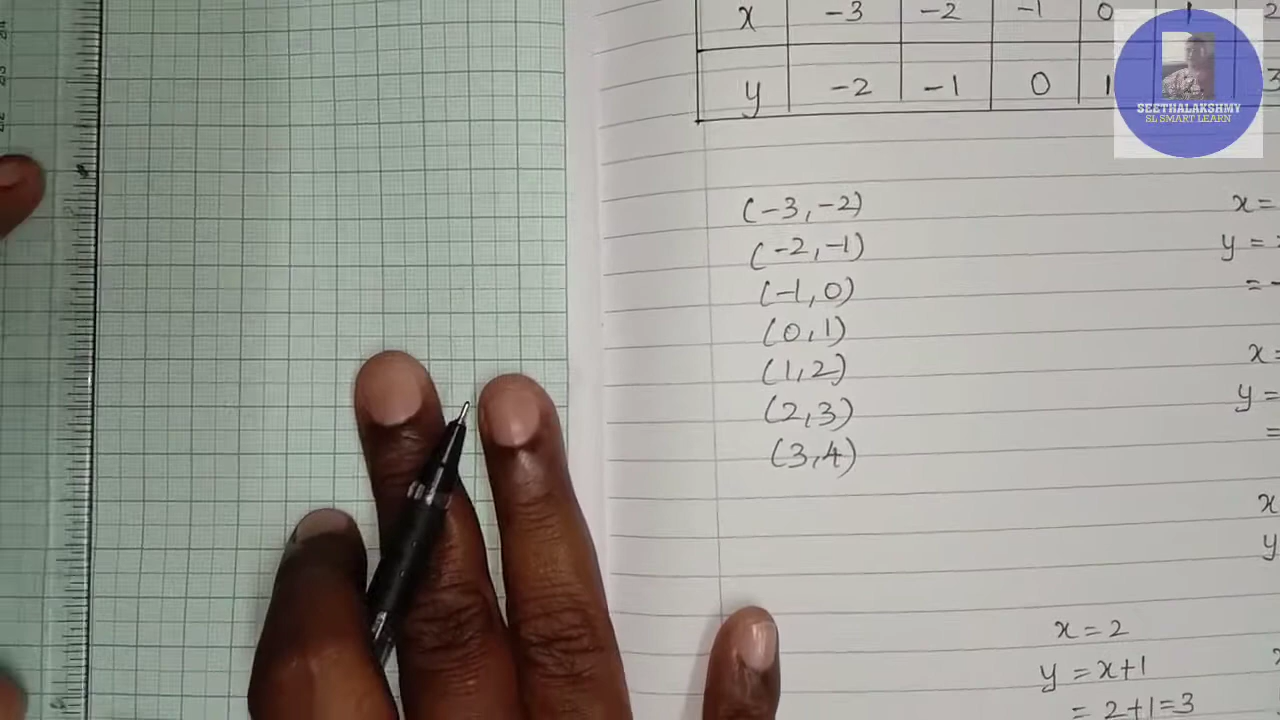 x -3 -2 -1 0 1 2
y -2 -1 0 1 3
SEETHALAKSHMY
SL SMART LEARN
(-3,-2)
(-2,-1)
(-1,0)
(0,1)
(1,2)
(2,3)
(3,4)
x =
y =
= -
x =
y =
=
x
y
x = 2
y = x+1
= 2+1=3